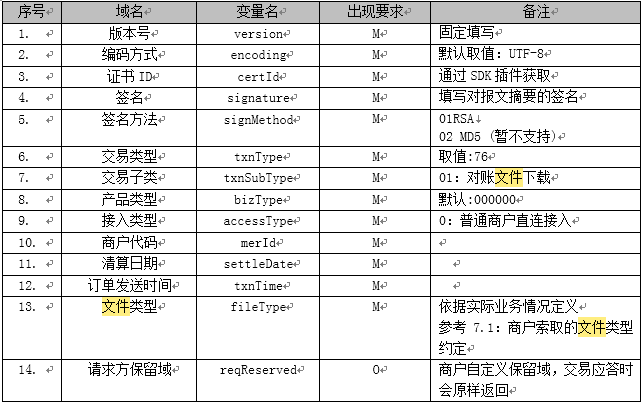 序号 域名 变量名 出现要求 备注
1. 版本号 version M 固定填写
2. 编码方式 encoding M 默认取值：UTF-8
3. 证书 ID certId M 通过 SDK 插件获取
4. 签名 signature M 填写对报文摘要的签名
5. 签名方法 signMethod M 01RSA↓
02 MD5 (暂不支持)
6. 交易类型 txnType M 取值:76
7. 交易子类 txnSubType M 01：对账文件下载
8. 产品类型 bizType M 默认:000000
9. 接入类型 accessType M 0：普通商户直连接入
10. 商户代码 merId M
11. 清算日期 settleDate M
12. 订单发送时间 txnTime M
13. 文件类型 fileType M 依据实际业务情况定义
参考 7.1：商户索取的文件类型
约定
14. 请求方保留域 reqReserved O 商户自定义保留域，交易应答时
会原样返回